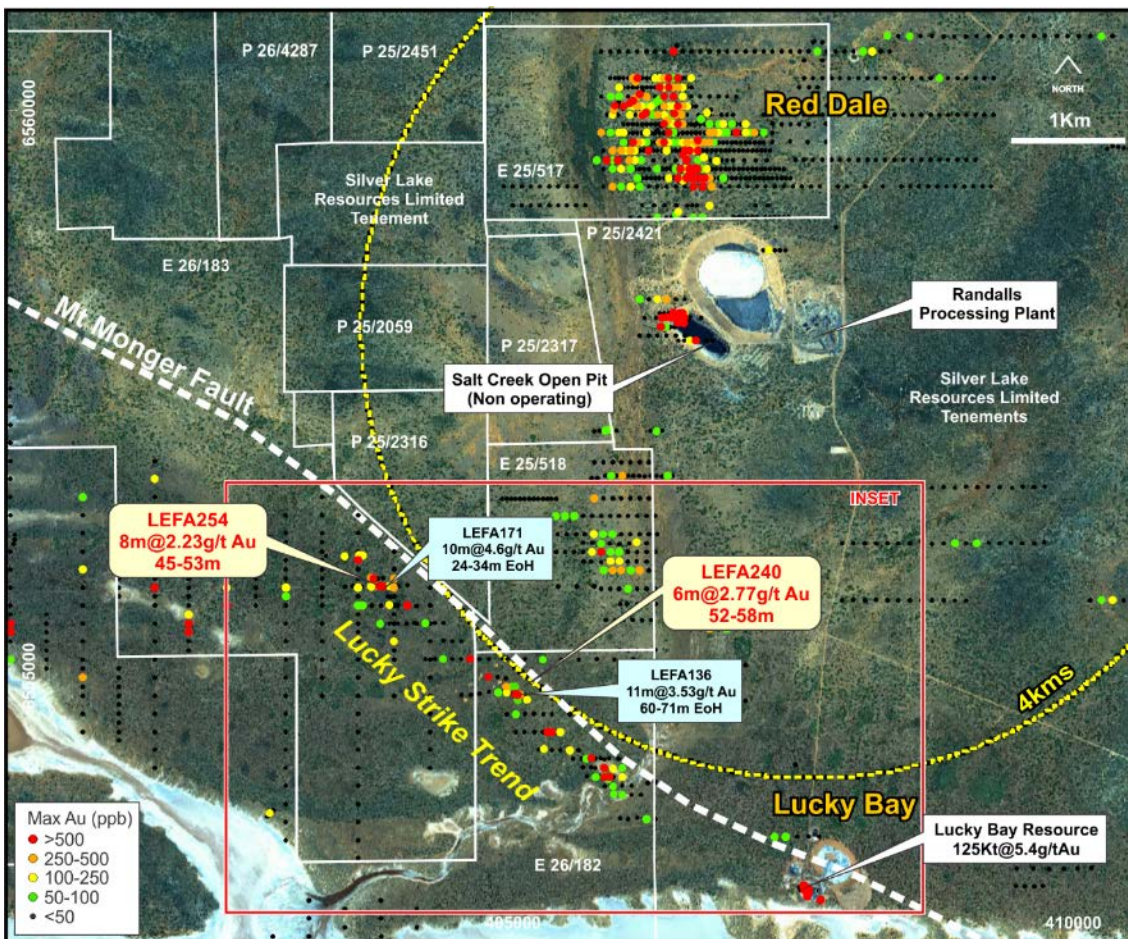 P 26/4287
P 25/2451
NORTH
1Km
Red Dale
6560000
E 25/517
Silver Lake
Resources Limited
Tenement
P 25/2421
E 26/183
Randalls
Processing Plant
P 25/2059
P 25/2317
Mt Monger Fault
Salt Creek Open Pit
(Non operating)
Silver Lake
Resources Limited
Tenements
P 25/2316
E 25/518
INSET
LEFA254
8m@2.23g/t Au
45-53m
LEFA171
10m@4.6g/t Au
24-34m EoH
LEFA240
6m@2.77g/t Au
52-58m
LEFA136
11m@3.53g/t Au
60-71m EoH
Lucky Strike Trend
4kms
Lucky Bay
Lucky Bay Resource
125Kt@5.4g/tAu
Max Au (ppb)
>500
250-500
100-250
50-100
<50
E 26/182
405000
410000